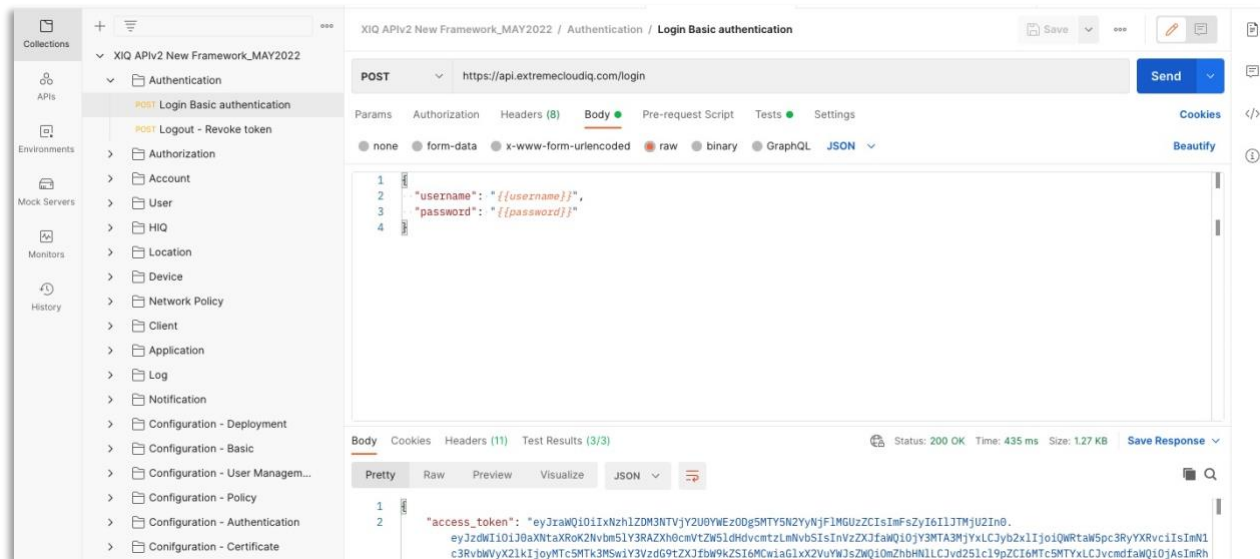 Collections
APIs
Environments
Mock Servers
Monitors
History
XIQ APIv2 New Framework_MAY2022
Authentication
POST Login Basic authentication
POST Logout - Revoke token
Authorization
Account
User
HIQ
Location
Device
Network Policy
Client
Application
Log
Notification
Configuration - Deployment
Configuration - Basic
Configuration - User Managem...
Configuration - Policy
Configuration - Authentication
Configuration - Certificate
XIQ APIv2 New Framework_MAY2022 / Authentication / Login Basic authentication
Save
POST https://api.extremecloudiq.com/login Send
Params Authorization Headers (8) Body Pre-request Script Tests Settings Cookies
none form-data x-www-form-urlencoded raw binary GraphQL JSON Beautify
1 {
2 "username": "{{username}}",
3 "password": "{{password}}"
4 }
Body Cookies Headers (11) Test Results (3/3) Status: 200 OK Time: 435 ms Size: 1.27 KB Save Response
Pretty Raw Preview Visualize JSON
1 {
2 "access_token":